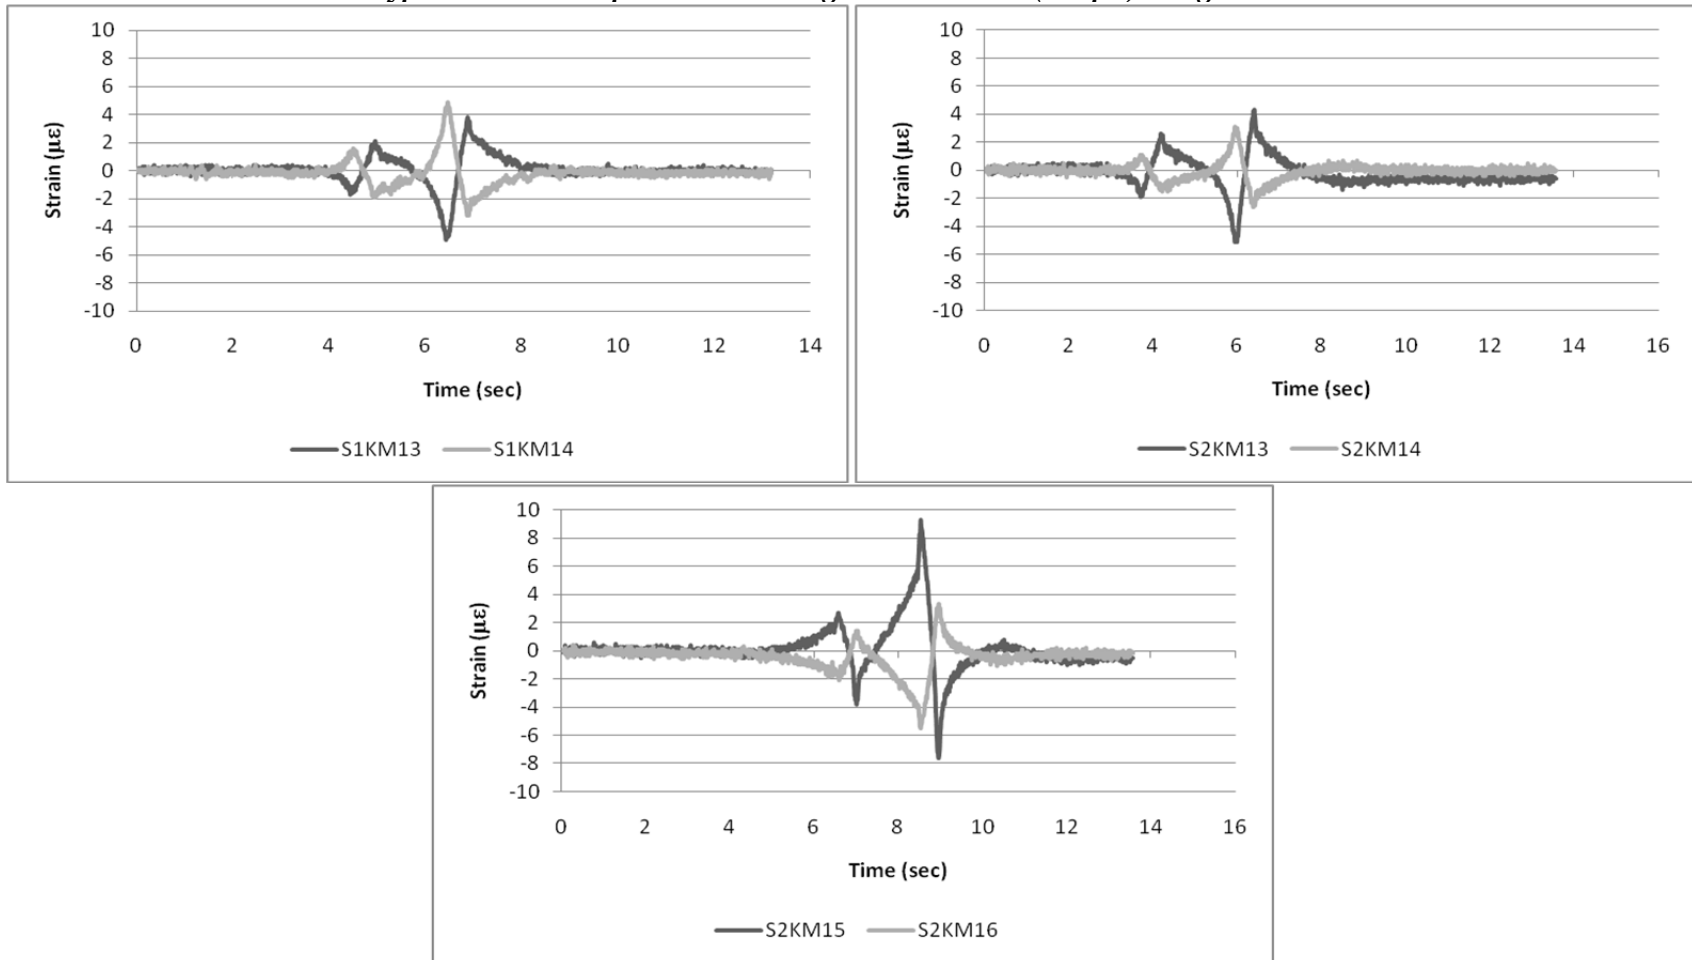 10
8
6
4
2
0
-2
-4
-6
-8
-10
Strain (με)
0 2 4 6 8 10 12 14
Time (sec)
S1KM13 S1KM14
10
8
6
4
2
0
-2
-4
-6
-8
-10
Strain (με)
0 2 4 6 8 10 12 14 16
Time (sec)
S2KM13 S2KM14
10
8
6
4
2
0
-2
-4
-6
-8
-10
Strain (με)
0 2 4 6 8 10 12 14 16
Time (sec)
S2KM15 S2KM16